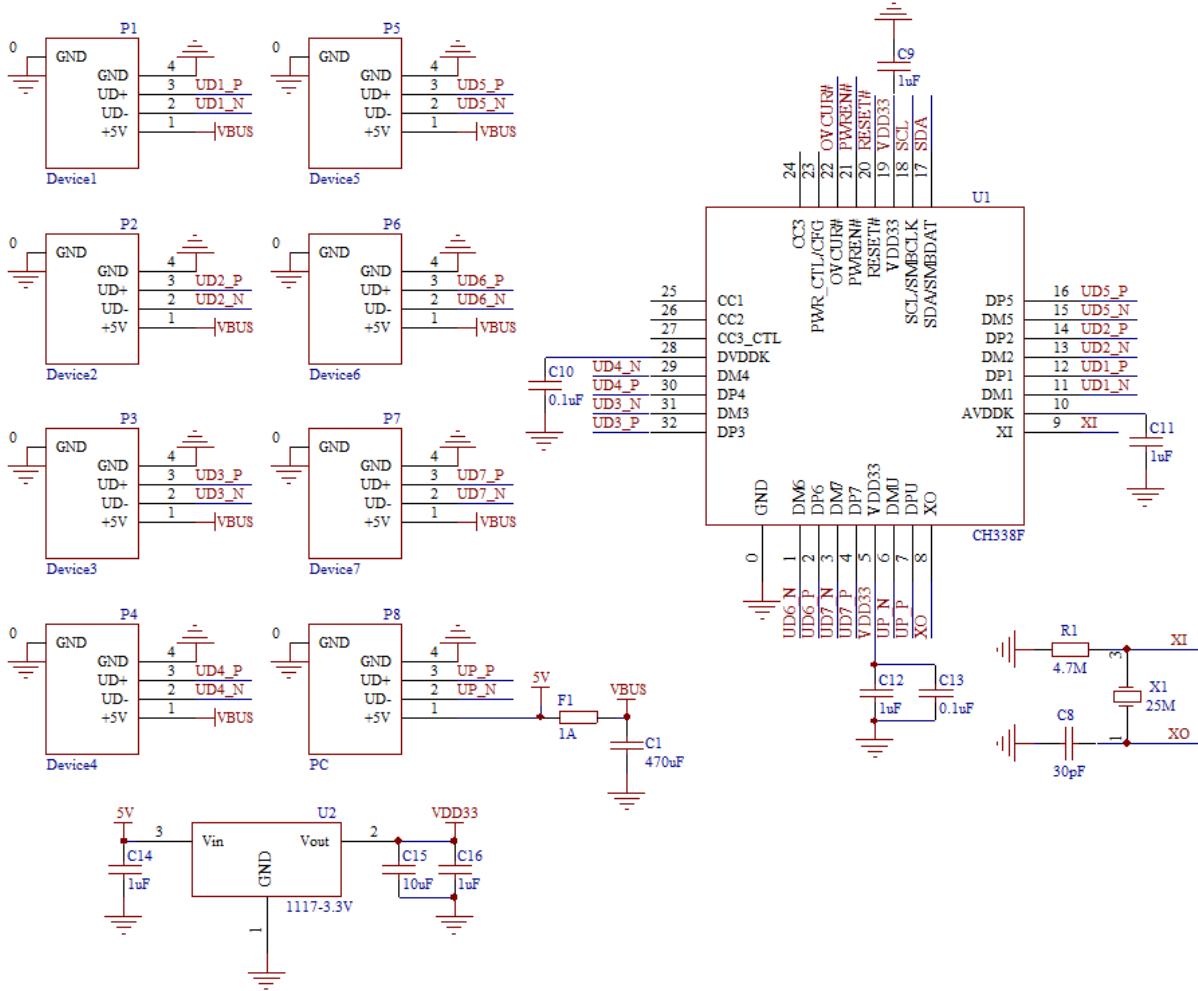 P1
0
GND
GND 4
UD+ 3 UD1_P
UD- 2 UD1_N
+5V 1 VBUS
Device1
P5
0
GND
GND 4
UD+ 3 UD5_P
UD- 2 UD5_N
+5V 1 VBUS
Device5
P2
0
GND
GND 4
UD+ 3 UD2_P
UD- 2 UD2_N
+5V 1 VBUS
Device2
P6
0
GND
GND 4
UD+ 3 UD6_P
UD- 2 UD6_N
+5V 1 VBUS
Device6
P3
0
GND
GND 4
UD+ 3 UD3_P
UD- 2 UD3_N
+5V 1 VBUS
Device3
P7
0
GND
GND 4
UD+ 3 UD7_P
UD- 2 UD7_N
+5V 1 VBUS
Device7
P4
0
GND
GND 4
UD+ 3 UD4_P
UD- 2 UD4_N
+5V 1 VBUS
Device4
P8
0
GND
GND 4
UD+ 3 UP_P
UD- 2 UP_N
+5V 1
PC
5V
F1
1A
VBUS
C1
470uF
5V
C14
1uF
U2
3 Vin
Vout 2
GND
1
1117-3.3V
VDD33
C15
10uF
C16
1uF
C9
1uF
U1
24 CC3
23 PWR_CTL/CFG
OVCUR# 22 OVCUR#
PWREN# 21 PWREN#
RESET# 20 RESET#
VDD33 19 VDD33
SCL 18 SCL/SMBCLK
SDA 17 SDA/SMBDAT
25 CC1
26 CC2
27 CC3_CTL
28 DVDDK
UD4_N 29 DM4
UD4_P 30 DP4
UD3_N 31 DM3
UD3_P 32 DP3
C10
0.1uF
DP5 16 UD5_P
DM5 15 UD5_N
DP2 14 UD2_P
DM2 13 UD2_N
DP1 12 UD1_P
DM1 11 UD1_N
AVDDK 10
XI 9 XI
C11
1uF
GND 0
DM6 1 UD6_N
DP6 2 UD6_P
DM7 3 UD7_N
DP7 4 UD7_P
VDD33 5 VDD33
DMU 6 UP_N
DPU 7 UP_P
XO 8 XO
CH338F
C12
1uF
C13
0.1uF
R1
4.7M
3
XI
X1
25M
C8
30pF
1
XO